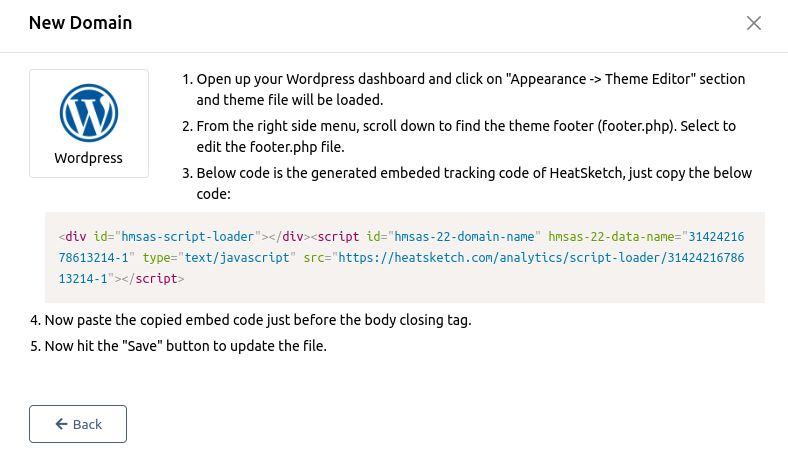 New Domain
Wordpress
1. Open up your Wordpress dashboard and click on "Appearance -> Theme Editor" section
and theme file will be loaded.
2. From the right side menu, scroll down to find the theme footer (footer.php). Select to
edit the footer.php file.
3. Below code is the generated embeded tracking code of HeatSketch, just copy the below
code:
<div id="hmsas-script-loader"></div><script id="hmsas-22-domain-name" hmsas-22-data-name="31424216
78613214-1" type="text/javascript" src="https://heatsketch.com/analytics/script-loader/31424216786
13214-1"></script>
4. Now paste the copied embed code just before the body closing tag.
5. Now hit the "Save" button to update the file.
Back